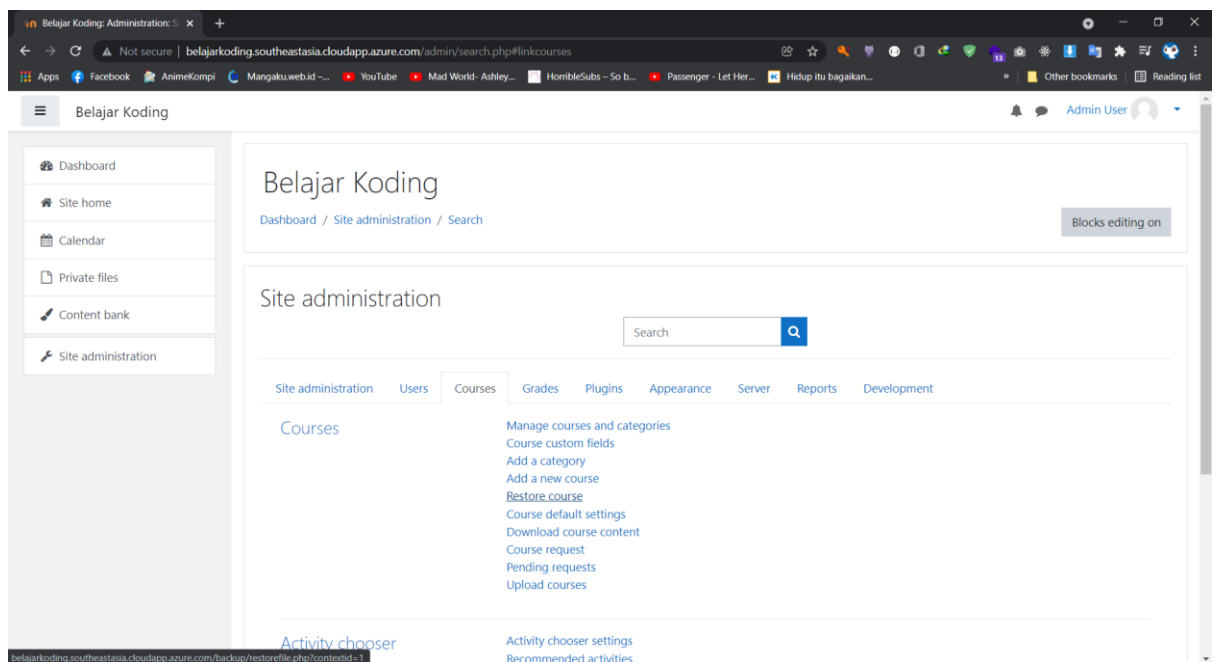 Belajar Koding: Administration: S
Not secure | belajarkoding.southeastasia.cloudapp.azure.com/admin/search.php#linkcourses
Apps Facebook AnimeKompi Mangaku.web.id –... YouTube Mad World- Ashley... HorribleSubs – So b... Passenger - Let Her... Hidup itu bagaikan... » Other bookmarks Reading list
13
Belajar Koding
Admin User
Dashboard
Site home
Calendar
Private files
Content bank
Site administration
Belajar Koding
Dashboard / Site administration / Search
Blocks editing on
Site administration
Search
Site administration Users Courses Grades Plugins Appearance Server Reports Development
Courses
Manage courses and categories
Course custom fields
Add a category
Add a new course
Restore course
Course default settings
Download course content
Course request
Pending requests
Upload courses
Activity chooser
Activity chooser settings
Recommended activities
belajarkoding.southeastasia.cloudapp.azure.com/backup/restorefile.php?contextid=1